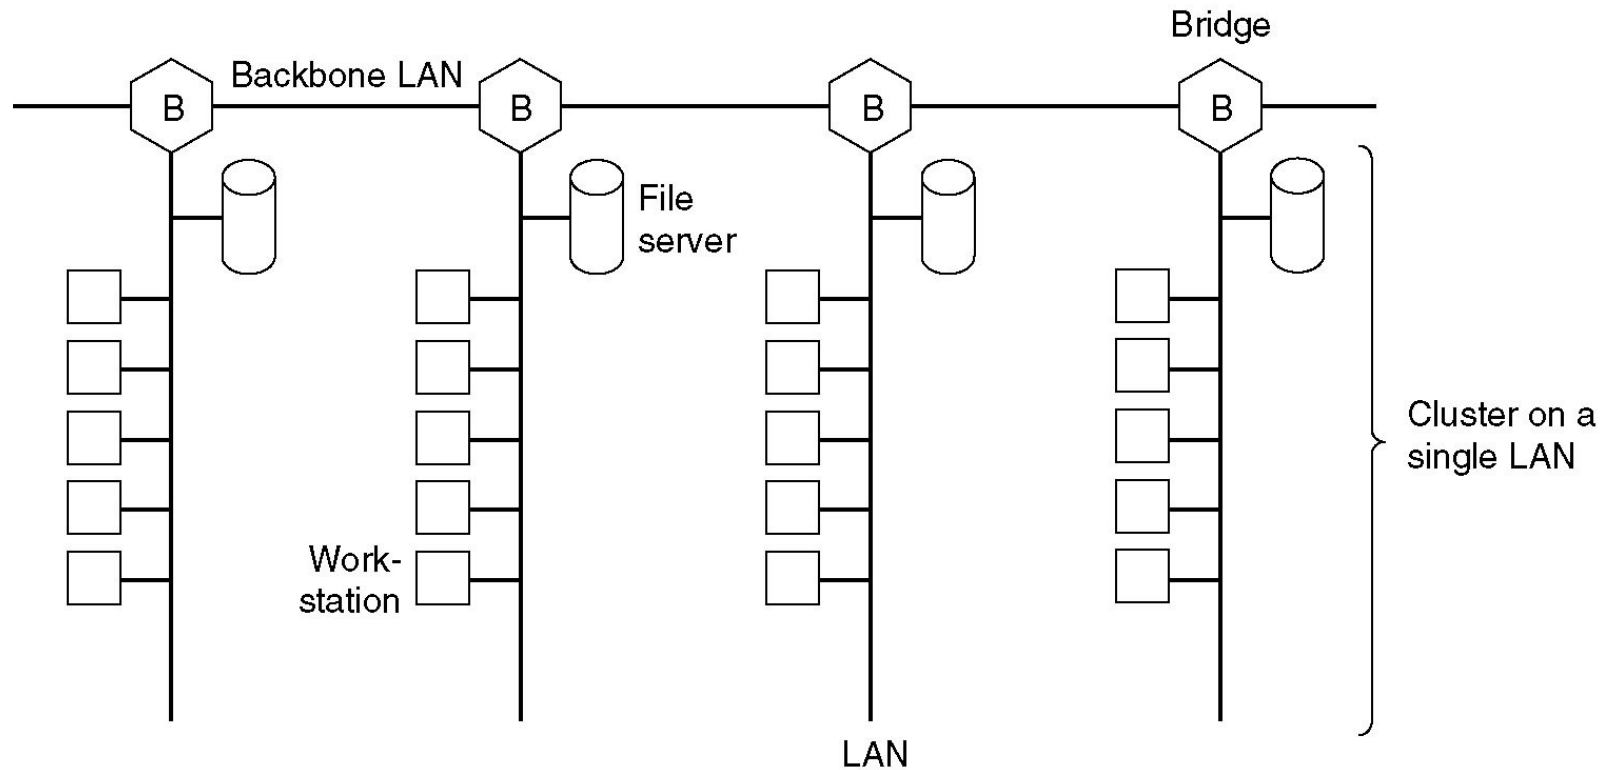 Bridge
Backbone LAN
B
B
B
B
File
server
Cluster on a
single LAN
Work-
station
LAN